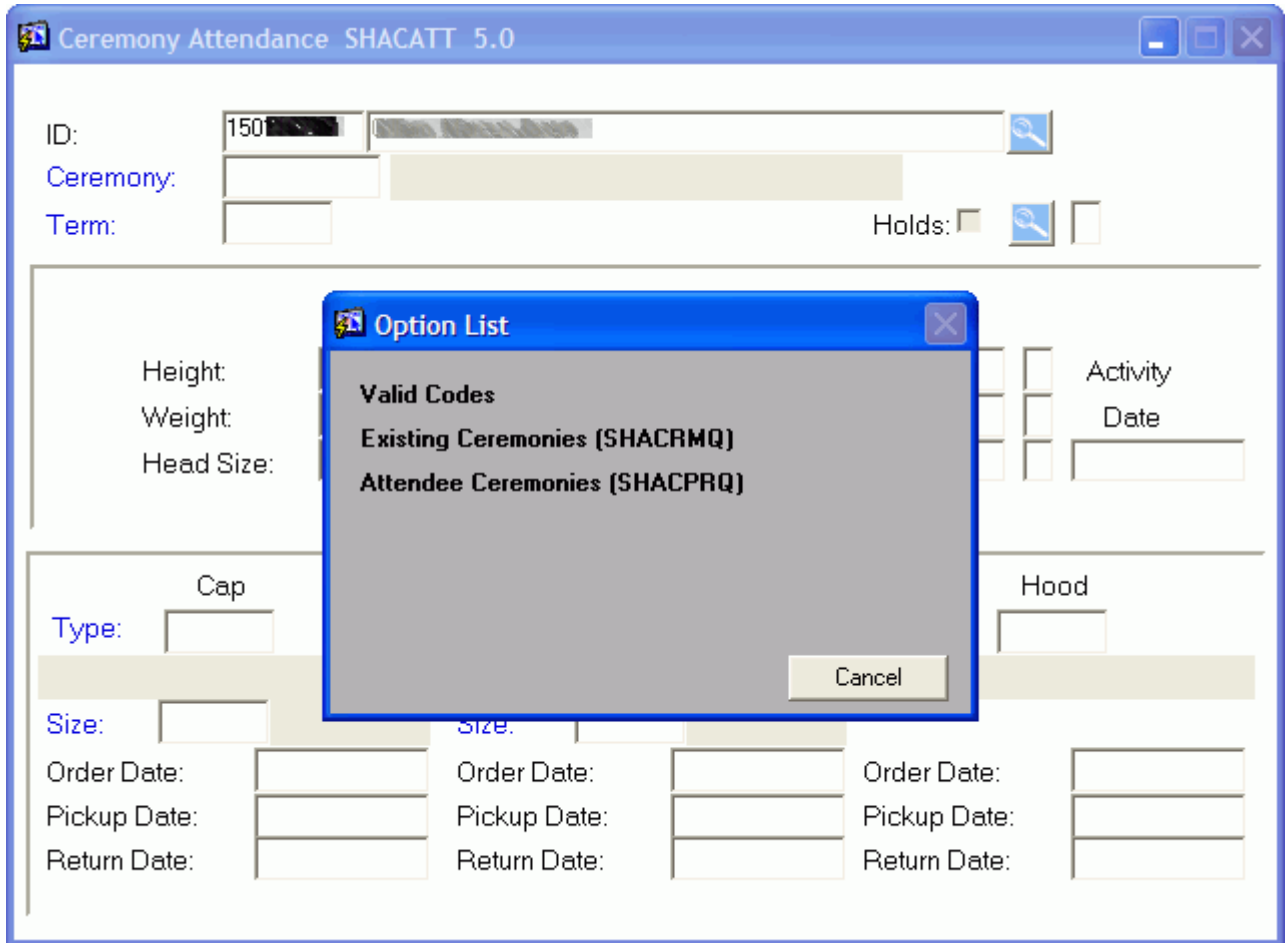 Ceremony Attendance SHACATT 5.0
ID: 150
Ceremony:
Term: Holds:
Option List
Valid Codes
Existing Ceremonies (SHACRMQ)
Attendee Ceremonies (SHACPRQ)
Cancel
Height: Activity
Weight: Date
Head Size:
Cap Hood
Type:
Size: Size:
Order Date: Order Date: Order Date:
Pickup Date: Pickup Date: Pickup Date:
Return Date: Return Date: Return Date: